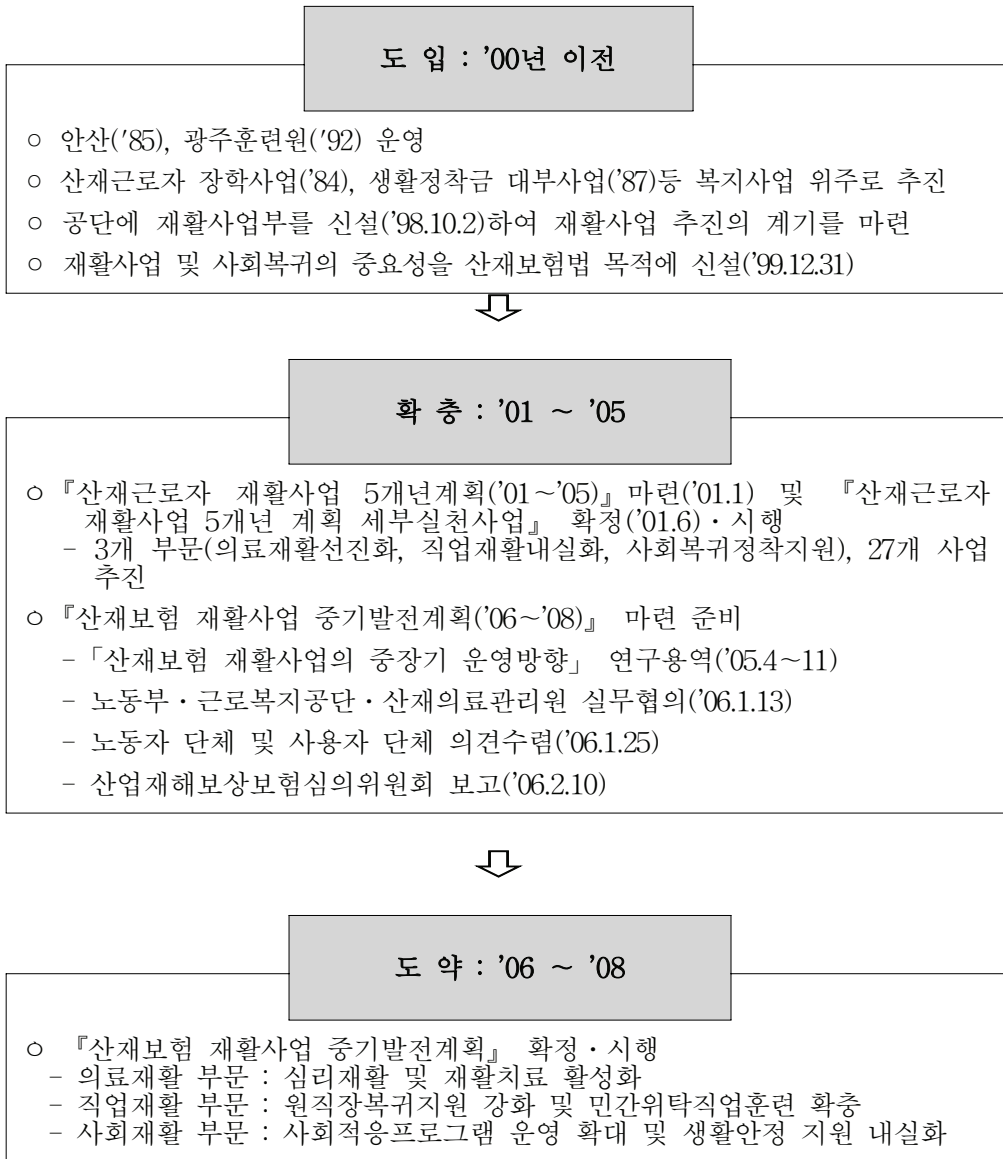 도 입 : ’00년 이전
○ 안산('85), 광주훈련원('92) 운영
○ 산재근로자 장학사업('84), 생활정착금 대부사업('87)등 복지사업 위주로 추진
○ 공단에 재활사업부를 신설('98.10.2)하여 재활사업 추진의 계기를 마련
○ 재활사업 및 사회복귀의 중요성을 산재보험법 목적에 신설('99.12.31)
확 충 : ’01 ~ ’05
○ 『산재근로자 재활사업 5개년계획('01~'05)』 마련('01.1) 및 『산재근로자
재활사업 5개년 계획 세부실천사업』 확정('01.6)·시행
- 3개 부문(의료재활선진화, 직업재활내실화, 사회복귀정착지원), 27개 사업
추진
○ 『산재보험 재활사업 중기발전계획('06~'08)』 마련 준비
-「산재보험 재활사업의 중장기 운영방향」 연구용역('05.4~11)
- 노동부·근로복지공단·산재의료관리원 실무협의('06.1.13)
- 노동자 단체 및 사용자 단체 의견수렴('06.1.25)
- 산업재해보상보험심의위원회 보고('06.2.10)
도 약 : ’06 ~ ’08
○ 『산재보험 재활사업 중기발전계획』 확정·시행
- 의료재활 부문 : 심리재활 및 재활치료 활성화
- 직업재활 부문 : 원직장복귀지원 강화 및 민간위탁직업훈련 확충
- 사회재활 부문 : 사회적응프로그램 운영 확대 및 생활안정 지원 내실화